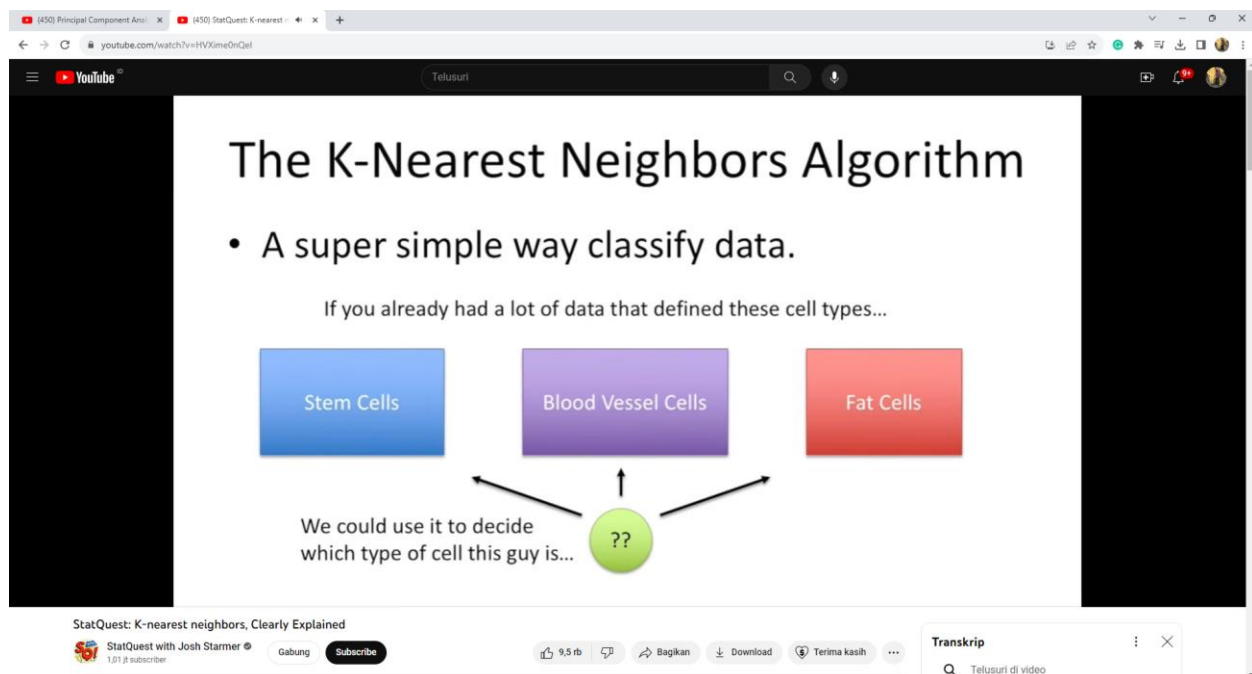 (450) Principal Component Anal
(450) StatQuest: K-nearest n
youtube.com/watch?v=HVXime0nQeI
YouTube ID
Telusuri
9+
The K-Nearest Neighbors Algorithm
• A super simple way classify data.
If you already had a lot of data that defined these cell types...
Stem Cells
Blood Vessel Cells
Fat Cells
We could use it to decide
which type of cell this guy is...
??
StatQuest: K-nearest neighbors, Clearly Explained
StatQuest with Josh Starmer
1,01 jt subscriber
Gabung
Subscribe
9,5 rb
Bagikan
Download
Terima kasih
Transkrip
Telusuri di video